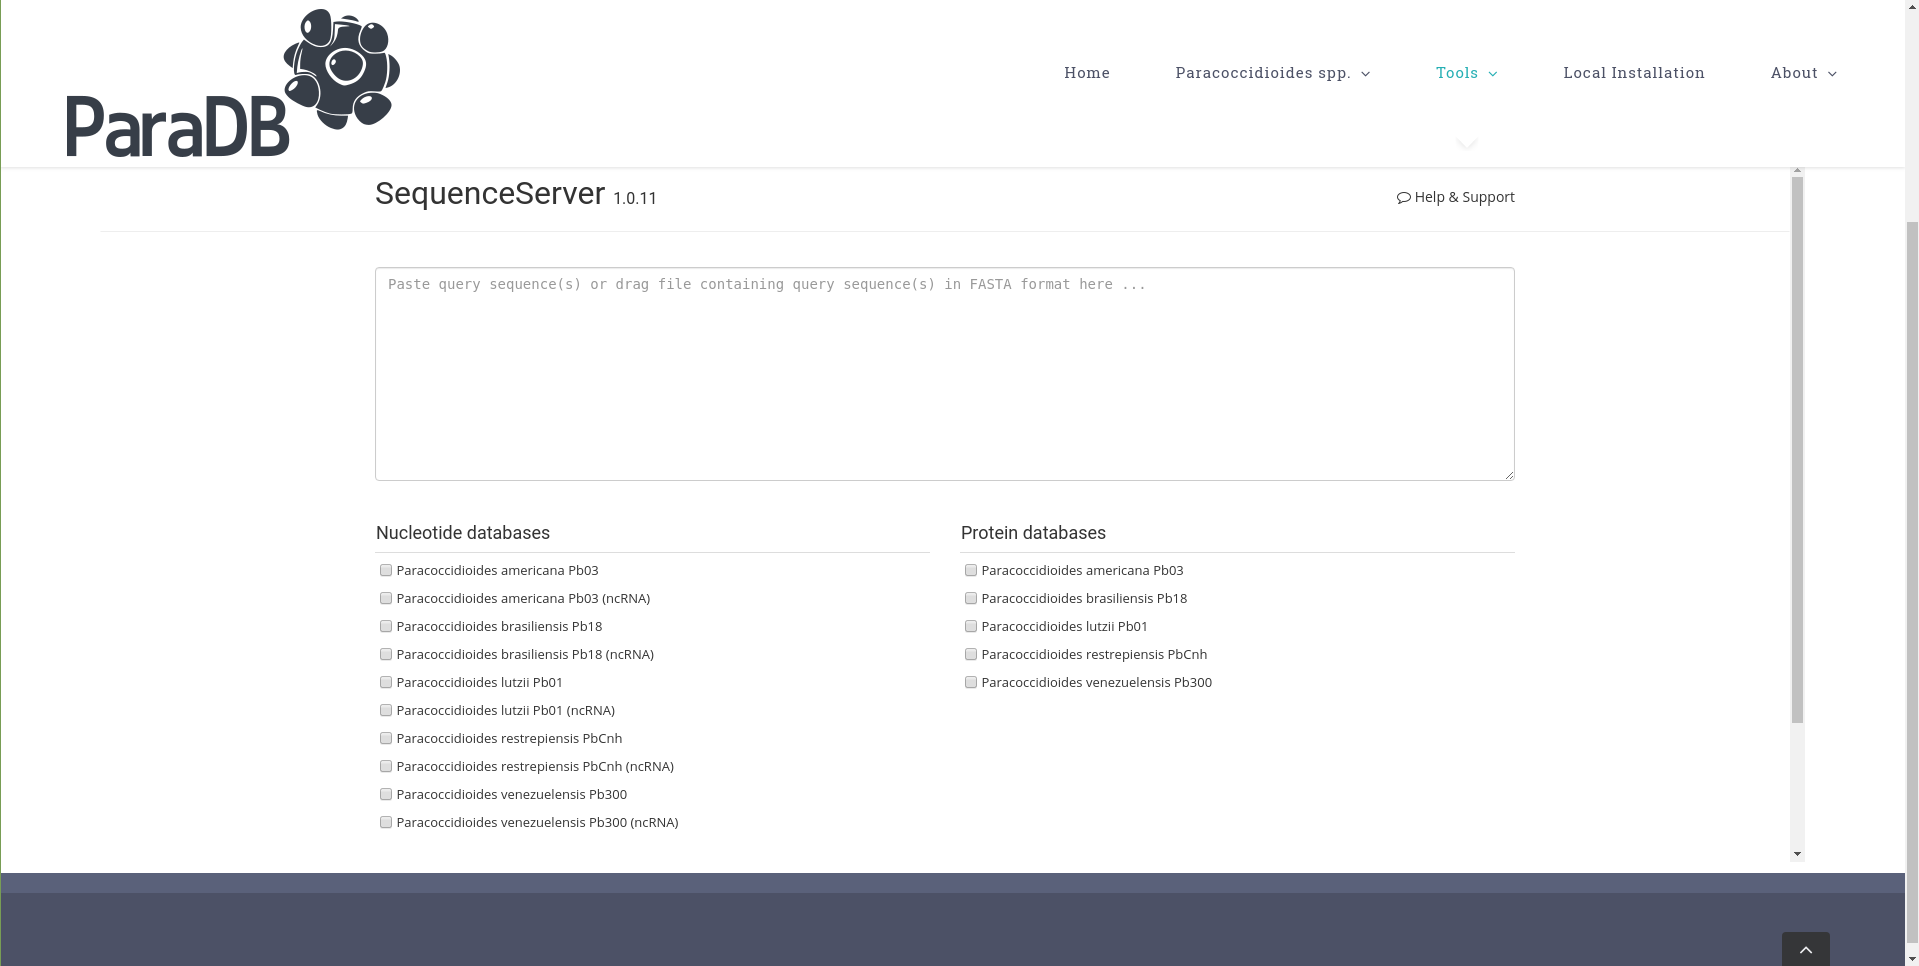 ParaDB
Home Paracoccidioides spp. Tools Local Installation About
SequenceServer 1.0.11
Help & Support
Paste query sequence(s) or drag file containing query sequence(s) in FASTA format here ...
Nucleotide databases
Paracoccidioides americana Pb03
Paracoccidioides americana Pb03 (ncRNA)
Paracoccidioides brasiliensis Pb18
Paracoccidioides brasiliensis Pb18 (ncRNA)
Paracoccidioides lutzii Pb01
Paracoccidioides lutzii Pb01 (ncRNA)
Paracoccidioides restrepiensis PbCnh
Paracoccidioides restrepiensis PbCnh (ncRNA)
Paracoccidioides venezuelensis Pb300
Paracoccidioides venezuelensis Pb300 (ncRNA)
Protein databases
Paracoccidioides americana Pb03
Paracoccidioides brasiliensis Pb18
Paracoccidioides lutzii Pb01
Paracoccidioides restrepiensis PbCnh
Paracoccidioides venezuelensis Pb300